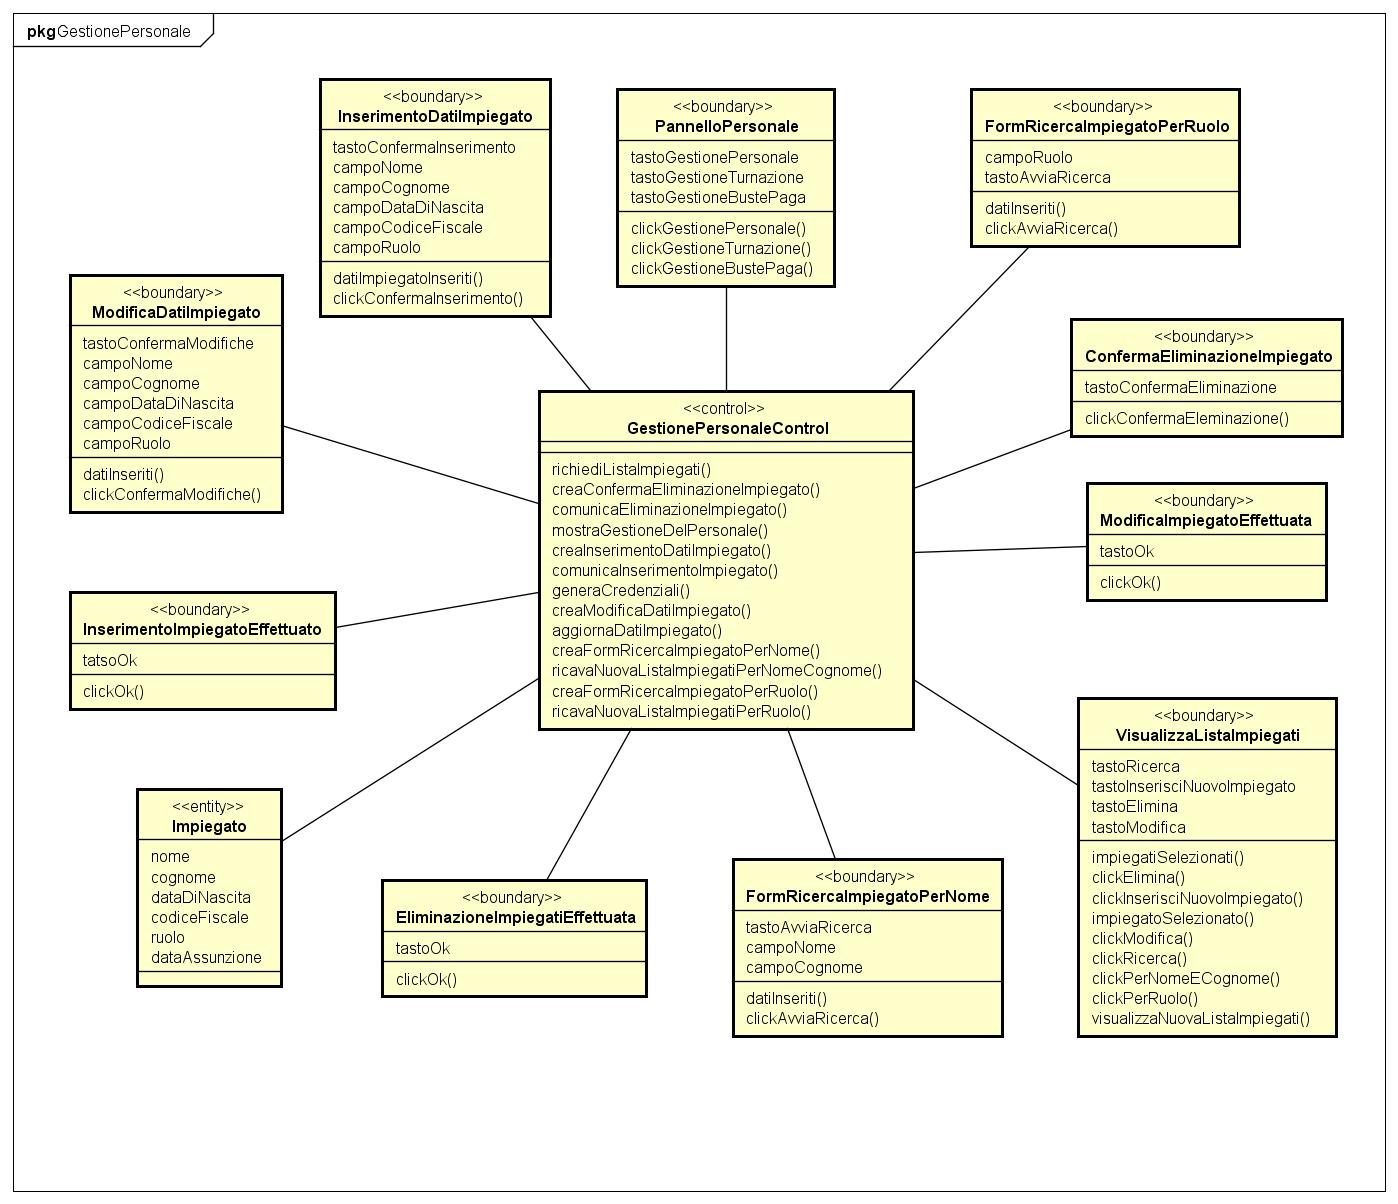 pkg GestionePersonale
<<boundary>>
InserimentoDatiImpiegato
tastoConfermaInserimento
campoNome
campoCognome
campoDataDiNascita
campoCodiceFiscale
campoRuolo
datiImpiegatoInseriti()
clickConfermaInserimento()
<<boundary>>
PannelloPersonale
tastoGestionePersonale
tastoGestioneTurnazione
tastoGestioneBustePaga
clickGestionePersonale()
clickGestioneTurnazione()
clickGestioneBustePaga()
<<boundary>>
FormRicercaImpiegatoPerRuolo
campoRuolo
tastoAvviaRicerca
datiInseriti()
clickAvviaRicerca()
<<boundary>>
ModificaDatiImpiegato
tastoConfermaModifiche
campoNome
campoCognome
campoDataDiNascita
campoCodiceFiscale
campoRuolo
datiInseriti()
clickConfermaModifiche()
<<boundary>>
ConfermaEliminazioneImpiegato
tastoConfermaEliminazione
clickConfermaEleminazione()
<<control>>
GestionePersonaleControl
richiediListaImpiegati()
creaConfermaEliminazioneImpiegato()
comunicaEliminazioneImpiegato()
mostraGestioneDelPersonale()
creaInserimentoDatiImpiegato()
comunicaInserimentoImpiegato()
generaCredenziali()
creaModificaDatiImpiegato()
aggiornaDatiImpiegato()
creaFormRicercaImpiegatoPerNome()
ricavaNuovaListaImpiegatiPerNomeCognome()
creaFormRicercaImpiegatoPerRuolo()
ricavaNuovaListaImpiegatiPerRuolo()
<<boundary>>
ModificaImpiegatoEffettuata
tastoOk
clickOk()
<<boundary>>
InserimentoImpiegatoEffettuato
tatsoOk
clickOk()
<<boundary>>
VisualizzaListaImpiegati
tastoRicerca
tastoInserisciNuovoImpiegato
tastoElimina
tastoModifica
impiegatiSelezionati()
clickElimina()
clickInserisciNuovoImpiegato()
impiegatoSelezionato()
clickModifica()
clickRicerca()
clickPerNomeECognome()
clickPerRuolo()
visualizzaNuovaListaImpiegati()
<<entity>>
Impiegato
nome
cognome
dataDiNascita
codiceFiscale
ruolo
dataAssunzione
<<boundary>>
EliminazioneImpiegatiEffettuata
tastoOk
clickOk()
<<boundary>>
FormRicercaImpiegatoPerNome
tastoAvviaRicerca
campoNome
campoCognome
datiInseriti()
clickAvviaRicerca()